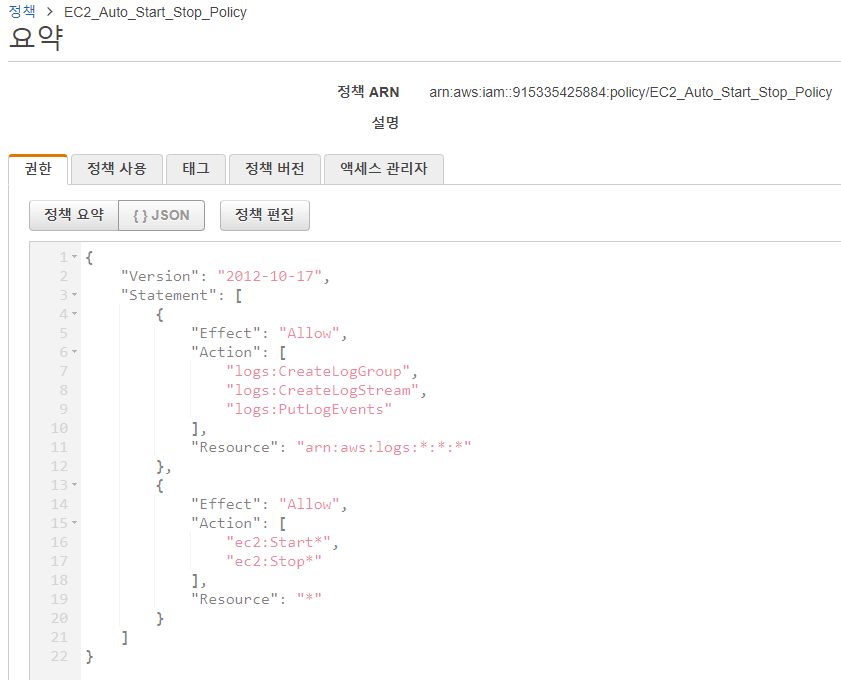 정책 > EC2_Auto_Start_Stop_Policy
요약
정책 ARN arn:aws:iam::915335425884:policy/EC2_Auto_Start_Stop_Policy
설명
권한 정책 사용 태그 정책 버전 액세스 관리자
정책 요약 { } JSON 정책 편집
1 {
2 "Version": "2012-10-17",
3 "Statement": [
4 {
5 "Effect": "Allow",
6 "Action": [
7 "logs:CreateLogGroup",
8 "logs:CreateLogStream",
9 "logs:PutLogEvents"
10 ],
11 "Resource": "arn:aws:logs:*:*:*"
12 },
13 {
14 "Effect": "Allow",
15 "Action": [
16 "ec2:Start*",
17 "ec2:Stop*"
18 ],
19 "Resource": "*"
20 }
21 ]
22 }